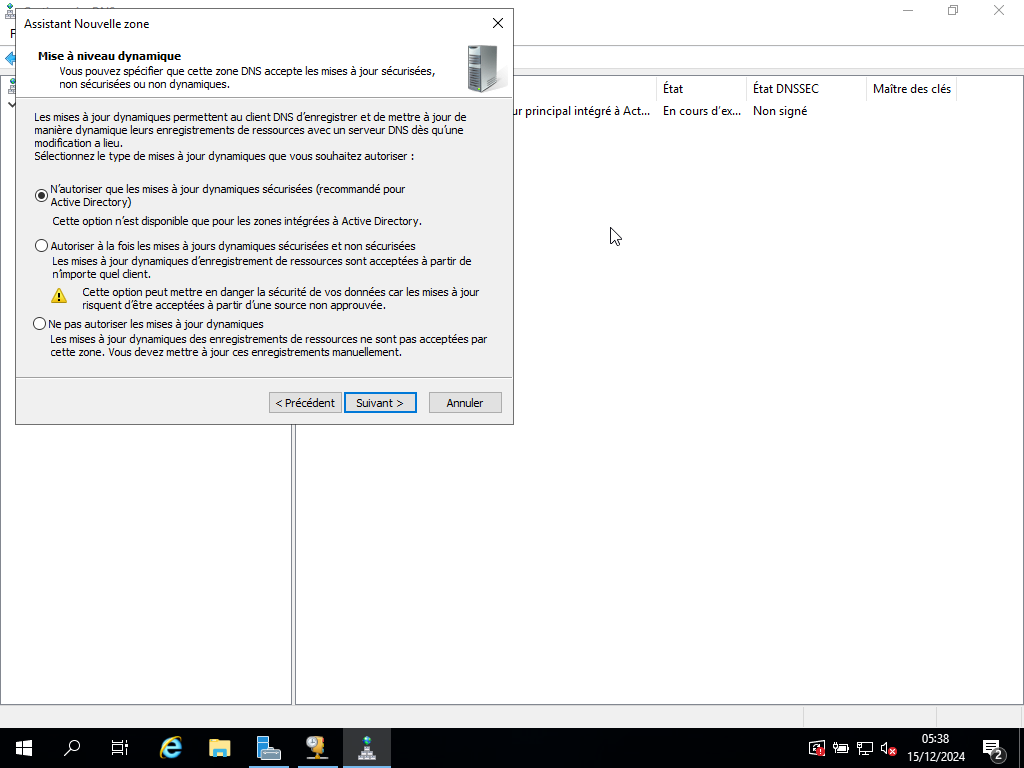 Assistant Nouvelle zone
Mise à niveau dynamique
Vous pouvez spécifier que cette zone DNS accepte les mises à jour sécurisées,
non sécurisées ou non dynamiques.
Les mises à jour dynamiques permettent au client DNS d'enregistrer et de mettre à jour de
manière dynamique leurs enregistrements de ressources avec un serveur DNS dès qu'une
modification a lieu.
Sélectionnez le type de mises à jour dynamiques que vous souhaitez autoriser :
N'autoriser que les mises à jour dynamiques sécurisées (recommandé pour
Active Directory)
Cette option n'est disponible que pour les zones intégrées à Active Directory.
Autoriser à la fois les mises à jours dynamiques sécurisées et non sécurisées
Les mises à jour dynamiques d'enregistrement de ressources sont acceptées à partir de
n'importe quel client.
Cette option peut mettre en danger la sécurité de vos données car les mises à jour
risquent d'être acceptées à partir d'une source non approuvée.
Ne pas autoriser les mises à jour dynamiques
Les mises à jour dynamiques des enregistrements de ressources ne sont pas acceptées par
cette zone. Vous devez mettre à jour ces enregistrements manuellement.
< Précédent
Suivant >
Annuler
État
État DNSSEC
Maître des clés
ur principal intégré à Act...
En cours d'ex...
Non signé
05:38
15/12/2024
2